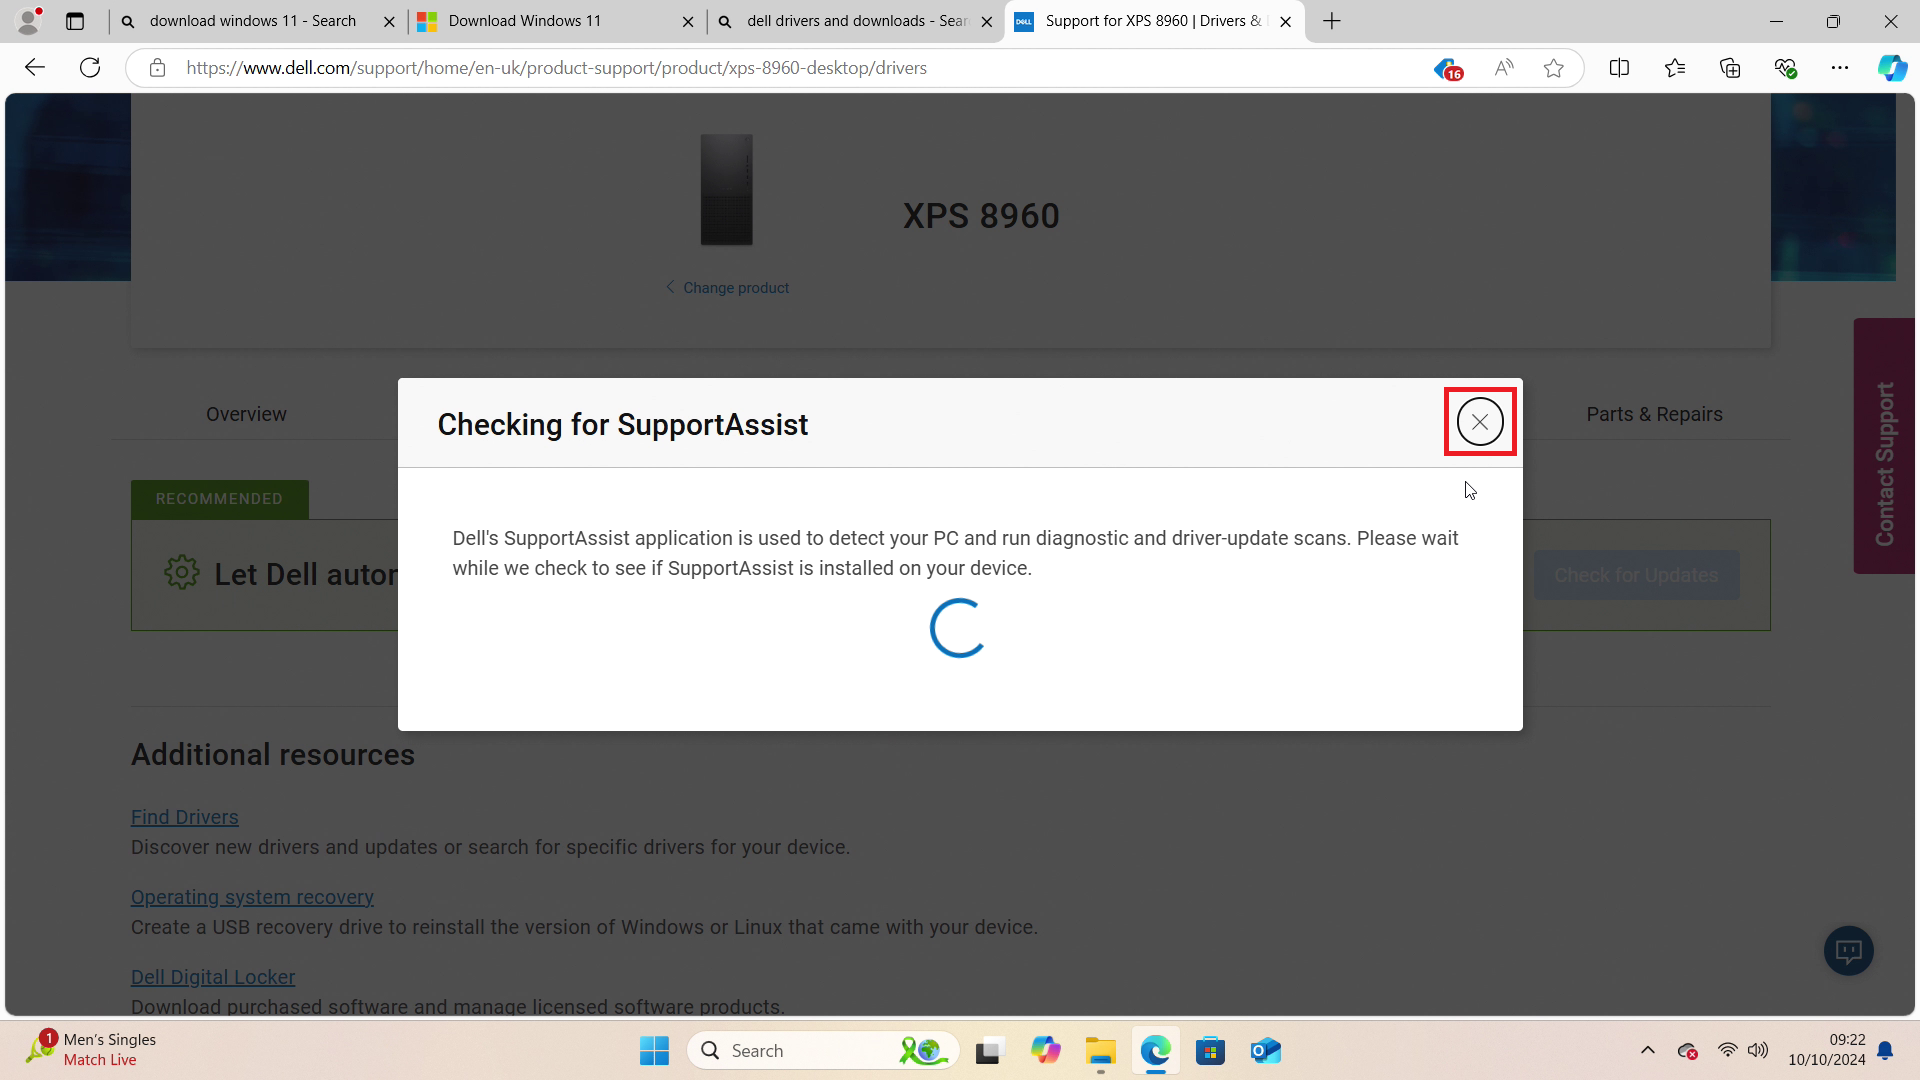 download windows 11 - Search
Download Windows 11
dell drivers and downloads - Sear
DELL
Support for XPS 8960 | Drivers &
https://www.dell.com/support/home/en-uk/product-support/product/xps-8960-desktop/drivers
16
XPS 8960
Change product
Overview
Parts & Repairs
Contact Support
Checking for SupportAssist
RECOMMENDED
Let Dell autor
Check for Updates
Dell's SupportAssist application is used to detect your PC and run diagnostic and driver-update scans. Please wait
while we check to see if SupportAssist is installed on your device.
Additional resources
Find Drivers
Discover new drivers and updates or search for specific drivers for your device.
Operating system recovery
Create a USB recovery drive to reinstall the version of Windows or Linux that came with your device.
Dell Digital Locker
Download purchased software and manage licensed software products.
1
Men's Singles
Match Live
Search
09:22
10/10/2024